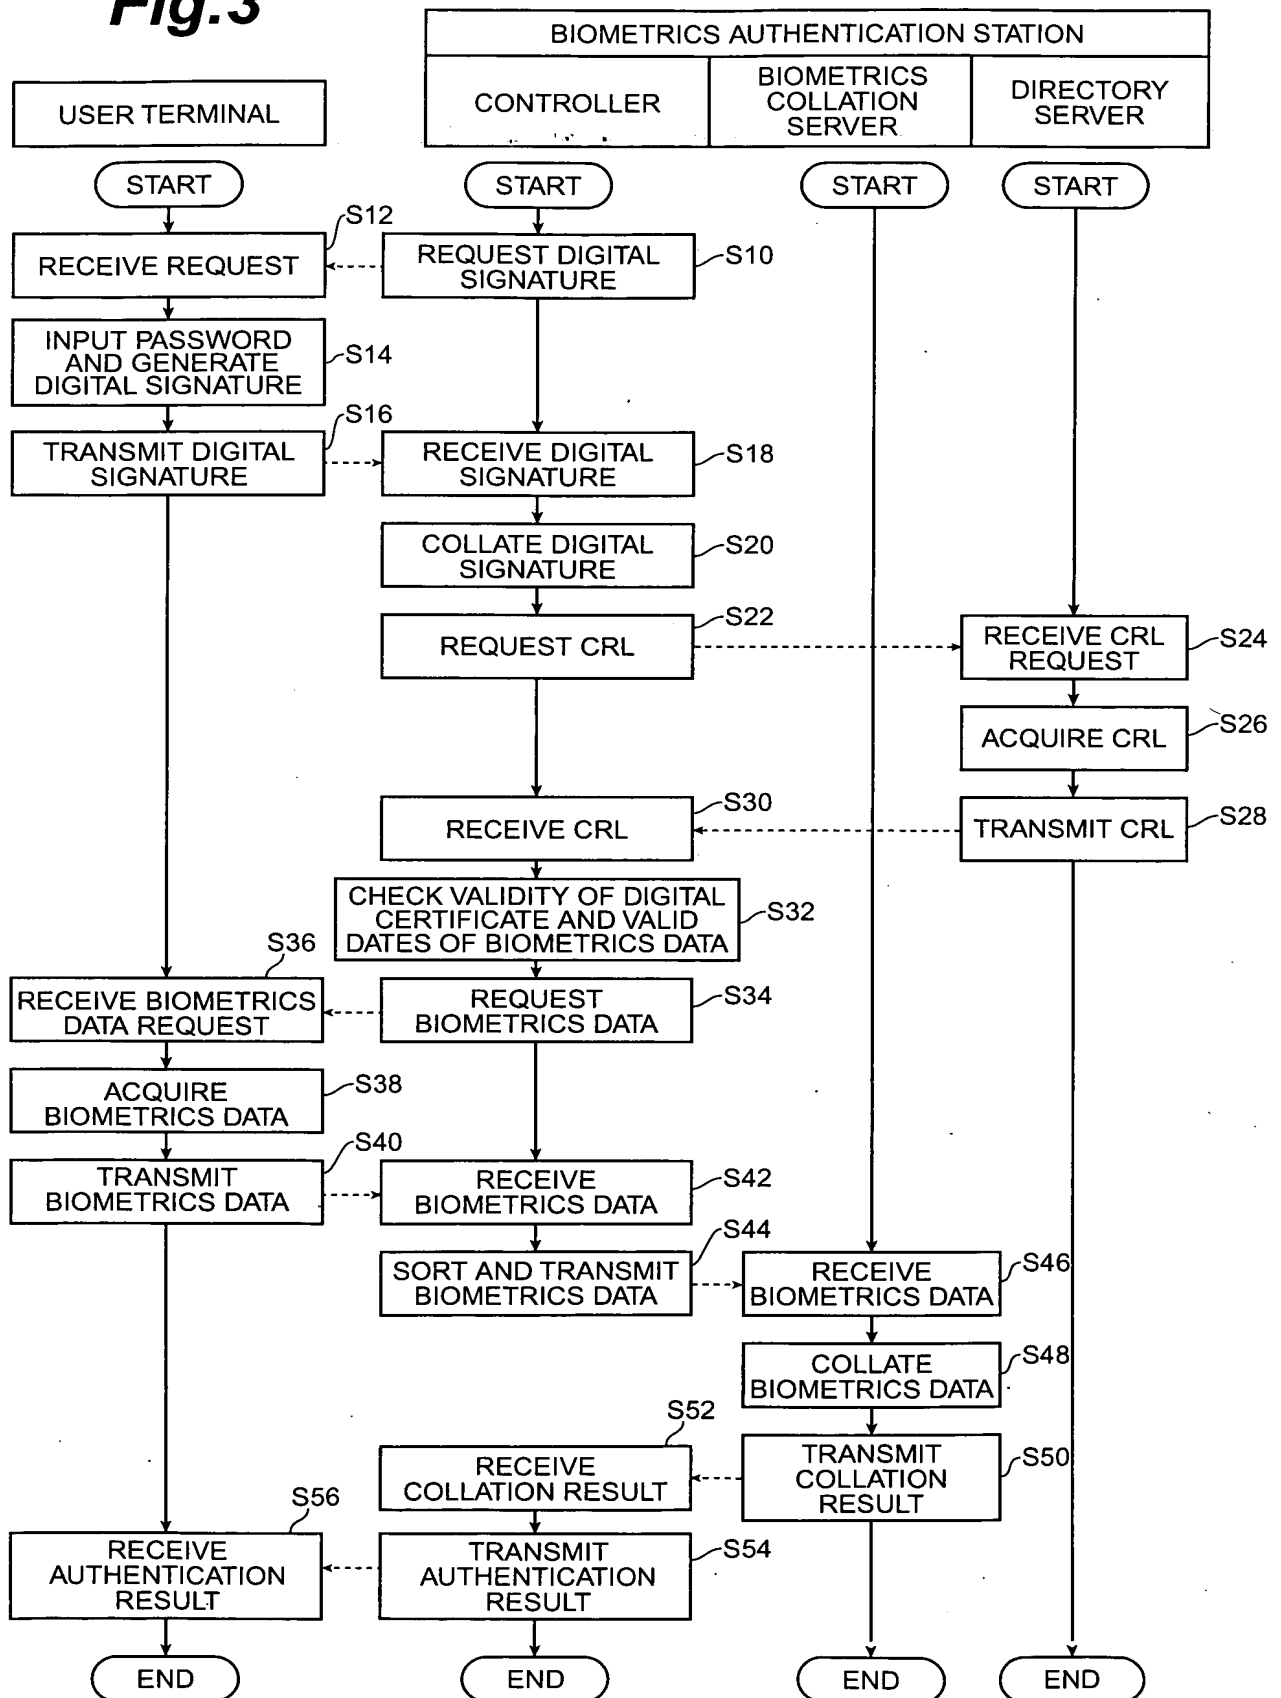 Fig.3
BIOMETRICS AUTHENTICATION STATION
USER TERMINAL
CONTROLLER
BIOMETRICS
COLLATION
SERVER
DIRECTORY
SERVER
START
START
START
START
S12
RECEIVE REQUEST
REQUEST DIGITAL
SIGNATURE
S10
INPUT PASSWORD
AND GENERATE
DIGITAL SIGNATURE
S14
S16
TRANSMIT DIGITAL
SIGNATURE
RECEIVE DIGITAL
SIGNATURE
S18
COLLATE DIGITAL
SIGNATURE
S20
S22
REQUEST CRL
RECEIVE CRL
REQUEST
S24
ACQUIRE CRL
S26
S30
RECEIVE CRL
TRANSMIT CRL
S28
CHECK VALIDITY OF DIGITAL
CERTIFICATE AND VALID
DATES OF BIOMETRICS DATA
S32
S36
RECEIVE BIOMETRICS
DATA REQUEST
REQUEST
BIOMETRICS DATA
S34
ACQUIRE
BIOMETRICS DATA
S38
S40
TRANSMIT
BIOMETRICS DATA
RECEIVE
BIOMETRICS DATA
S42
S44
SORT AND TRANSMIT
BIOMETRICS DATA
RECEIVE
BIOMETRICS DATA
S46
COLLATE
BIOMETRICS DATA
S48
S52
RECEIVE
COLLATION RESULT
TRANSMIT
COLLATION
RESULT
S50
S56
RECEIVE
AUTHENTICATION
RESULT
TRANSMIT
AUTHENTICATION
RESULT
S54
END
END
END
END